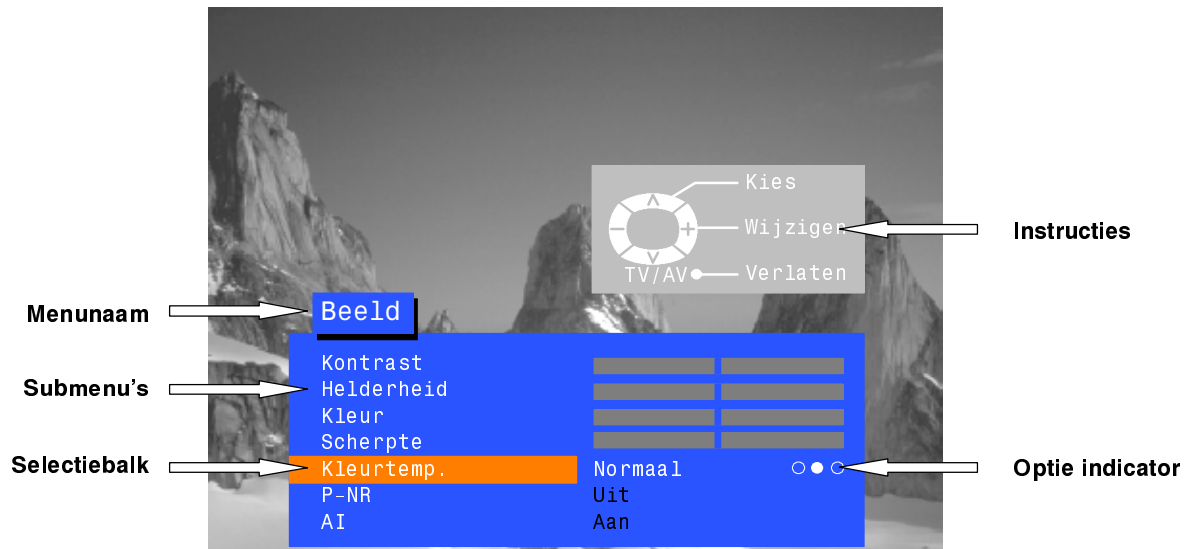 Kies
Wijzigen
Instructies
TV/AV Verlaten
Menunaam
Beeld
Kontrast
Submenu's
Helderheid
Kleur
Scherpte
Selectiebalk
Kleurtemp. Normaal
Optie indicator
P-NR Uit
AI Aan